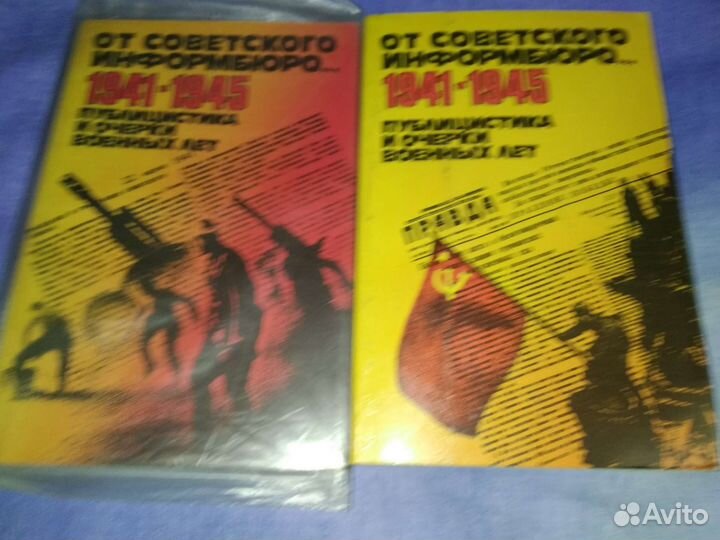 ОТ СОВЕТСКОГО
ИНФОРМБЮРО...
1941-1945
ПУБЛИЦИСТИКА
И ОЧЕРКИ
ВОЕННЫХ ЛЕТ
ОТ СОВЕТСКОГО
ИНФОРМБЮРО...
1941-1945
ПУБЛИЦИСТИКА
И ОЧЕРКИ
ВОЕННЫХ ЛЕТ
ПРАВДА
Avito